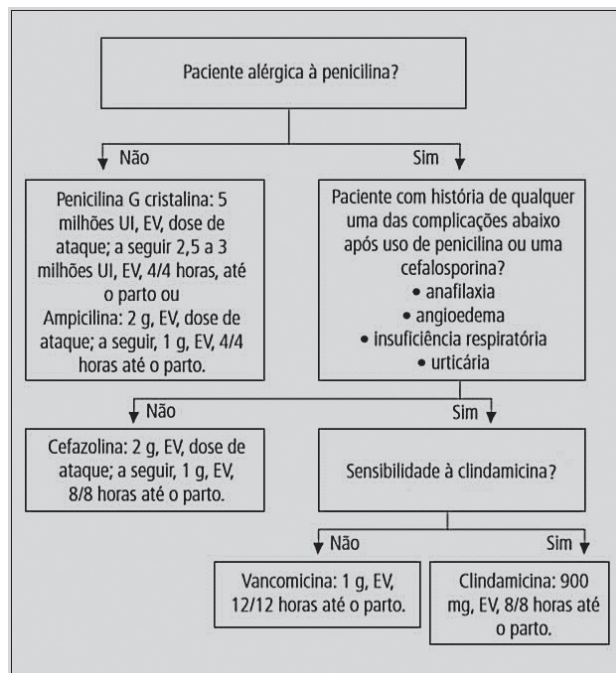 Paciente alérgica à penicilina?
Não
Sim
Penicilina G cristalina: 5
milhões UI, EV, dose de
ataque; a seguir 2,5 a 3
milhões UI, EV, 4/4 horas, até
o parto ou
Ampicilina: 2 g, EV, dose de
ataque; a seguir, 1 g, EV, 4/4
horas até o parto.
Paciente com história de qualquer
uma das complicações abaixo
após uso de penicilina ou uma
cefalosporina?
• anafilaxia
• angioedema
• insuficiência respiratória
• urticária
Não
Sim
Cefazolina: 2 g, EV, dose de
ataque; a seguir, 1 g, EV,
8/8 horas até o parto.
Sensibilidade à clindamicina?
Não
Sim
Vancomicina: 1 g, EV,
12/12 horas até o parto.
Clindamicina: 900
mg, EV, 8/8 horas até
o parto.